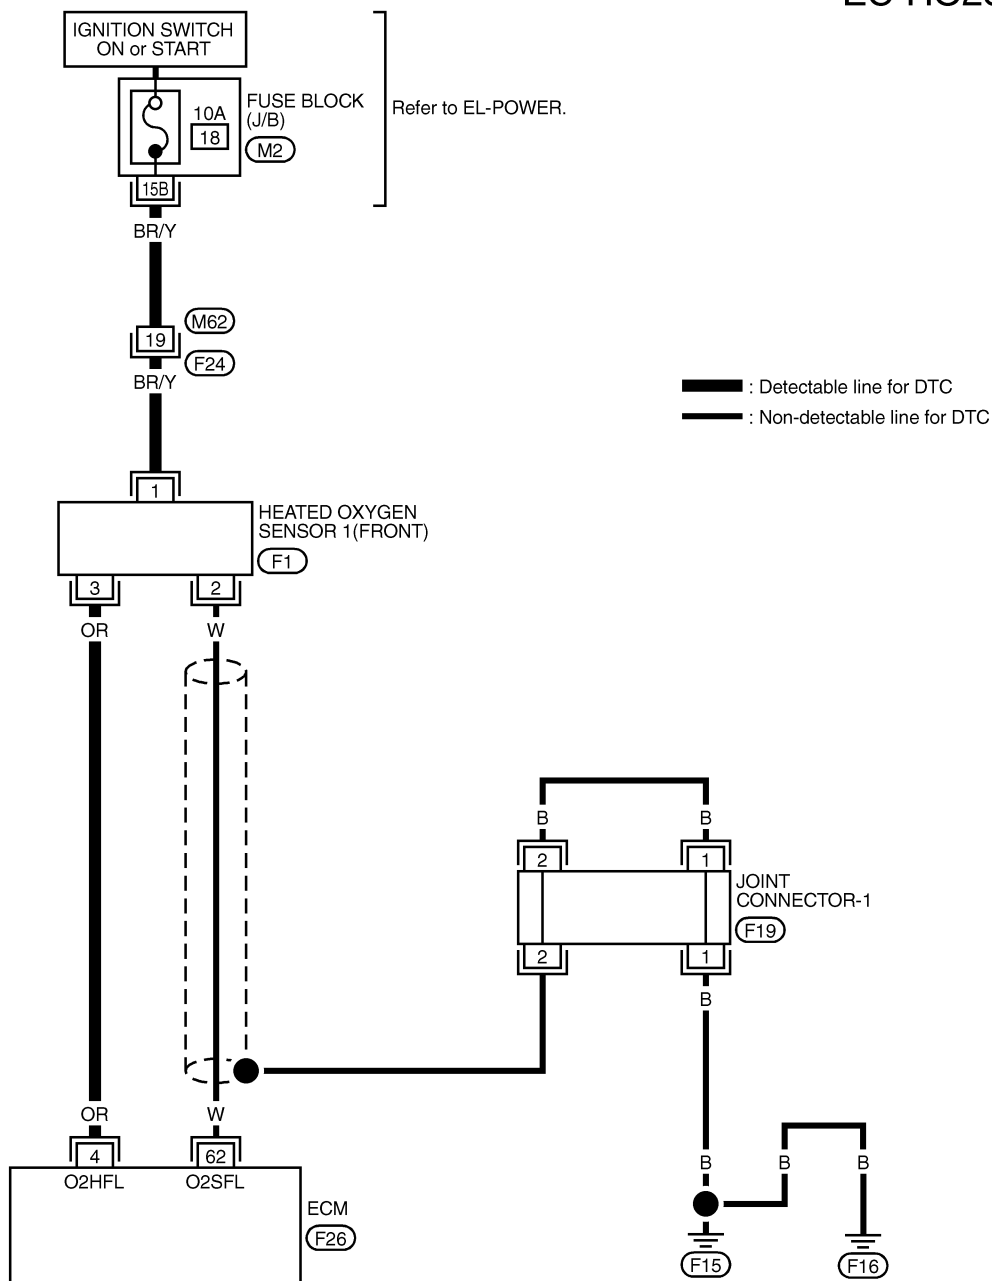 IGNITION SWITCH
ON or START
FUSE BLOCK
(J/B)
10A
18
M2
Refer to EL-POWER.
15B
BR/Y
M62
19
F24
BR/Y
: Detectable line for DTC
: Non-detectable line for DTC
1
HEATED OXYGEN
SENSOR 1(FRONT)
F1
3 2
OR W
B B
2 1
JOINT
CONNECTOR-1
F19
2 1
B
OR W
B B B
4 62
O2HFL O2SFL
ECM
F26
F15 F16